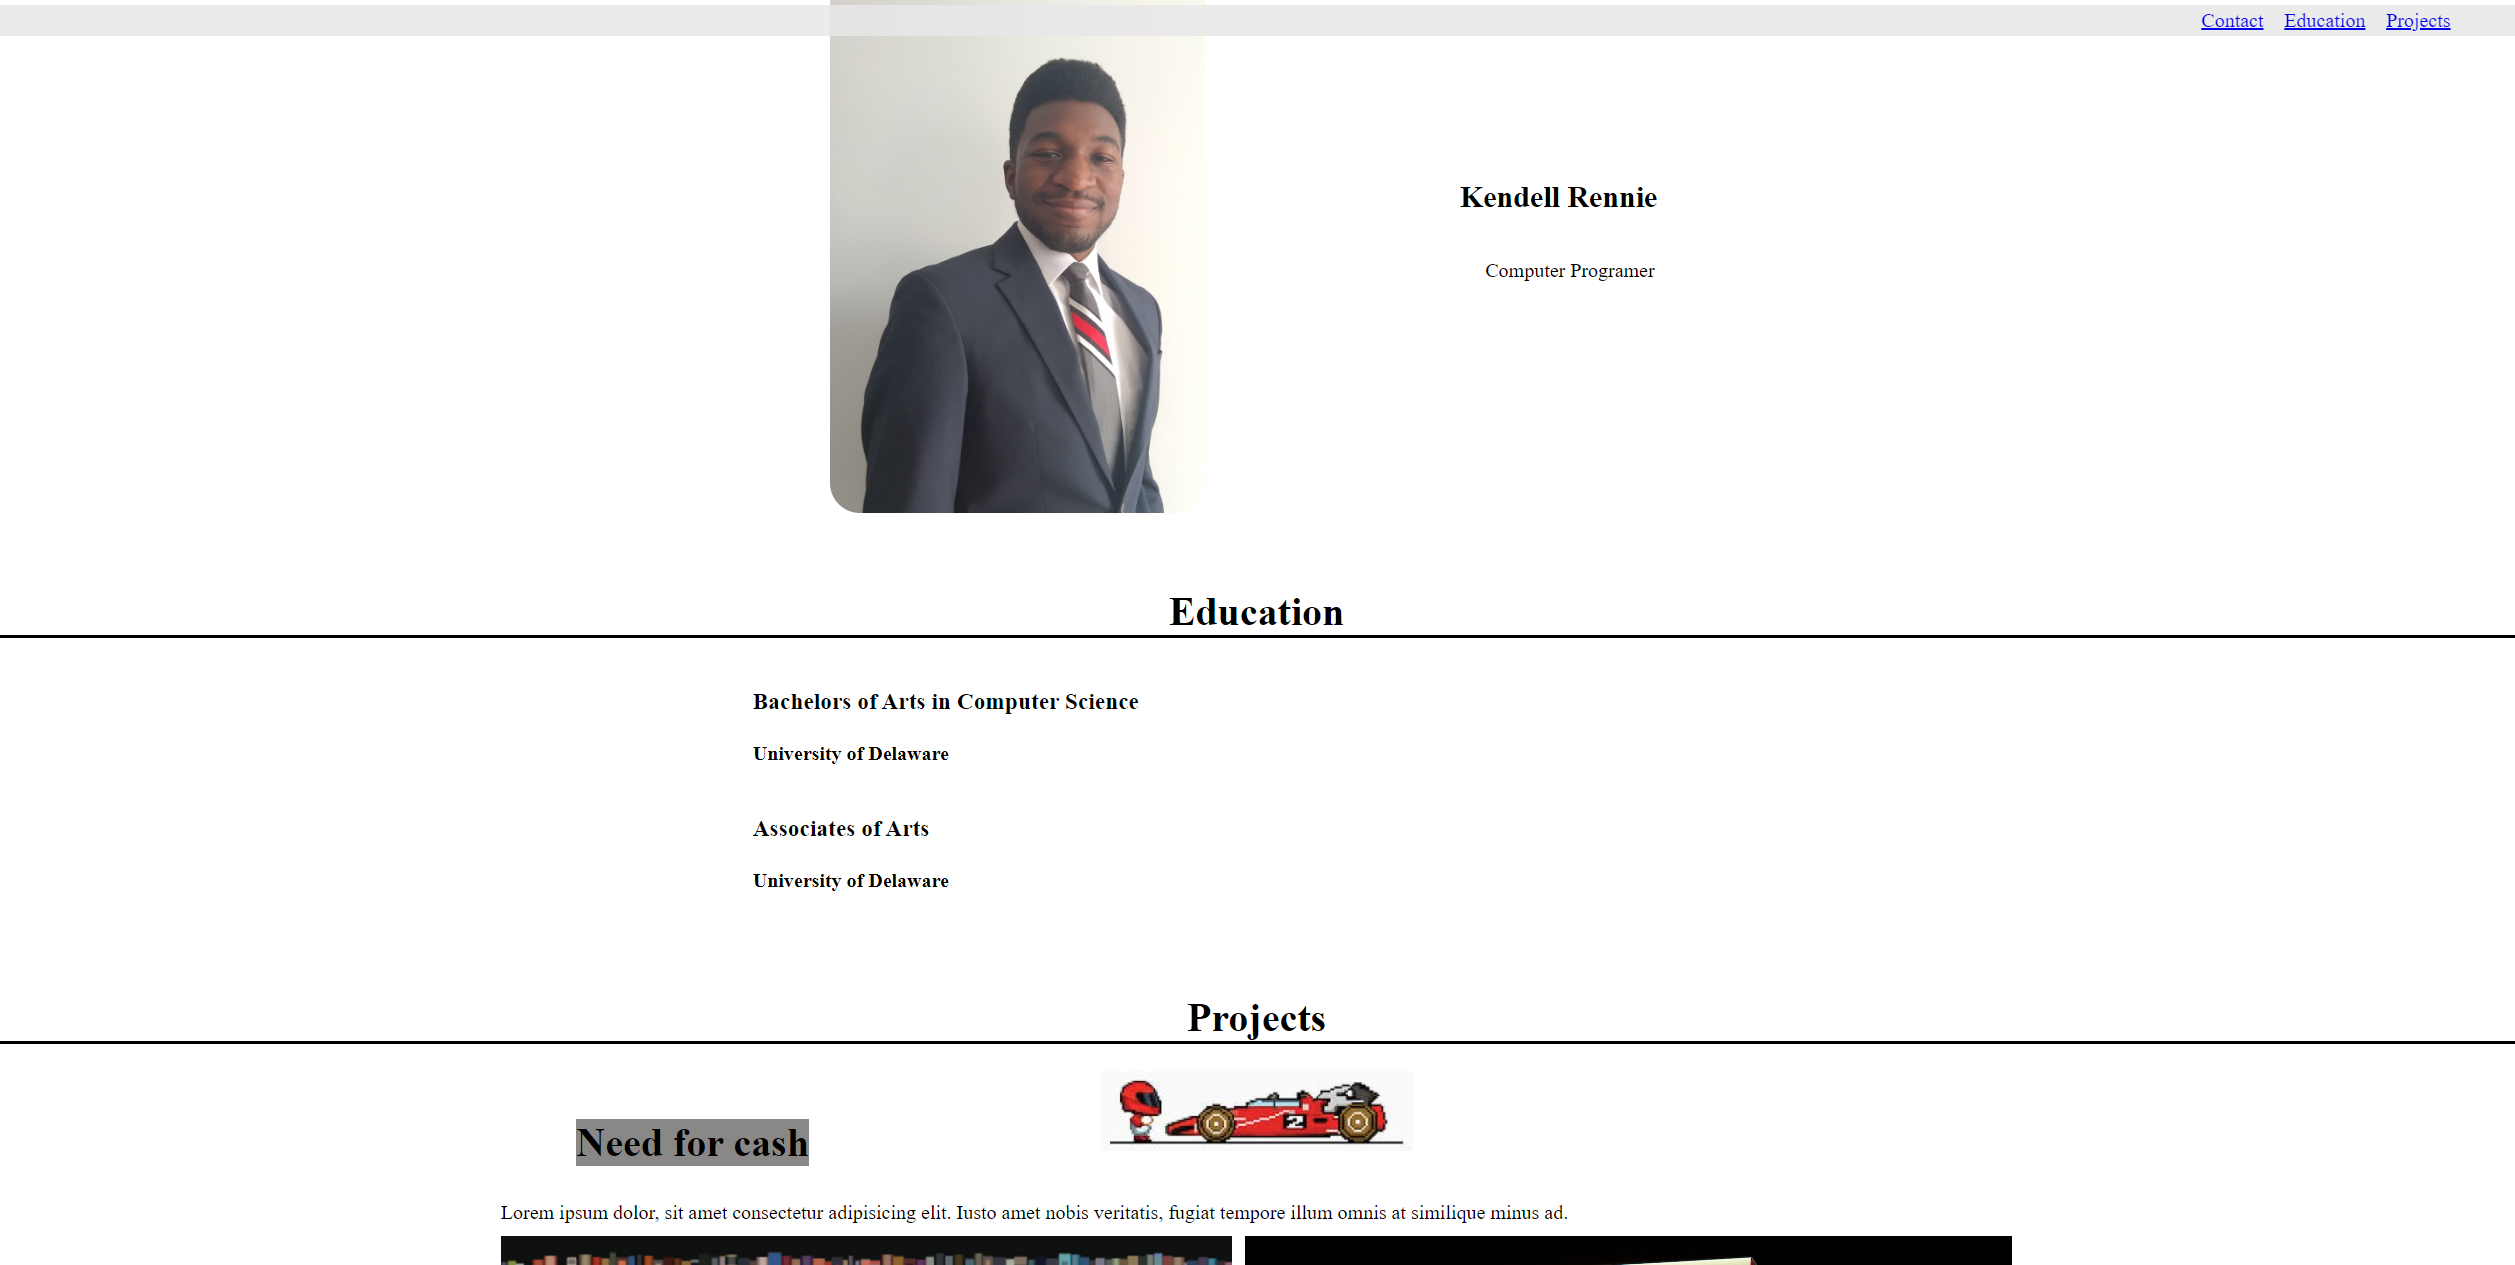 Contact Education Projects
Kendell Rennie
Computer Programer
Education
Bachelors of Arts in Computer Science
University of Delaware
Associates of Arts
University of Delaware
Projects
2
Need for cash
Lorem ipsum dolor, sit amet consectetur adipisicing elit. Iusto amet nobis veritatis, fugiat tempore illum omnis at similique minus ad.